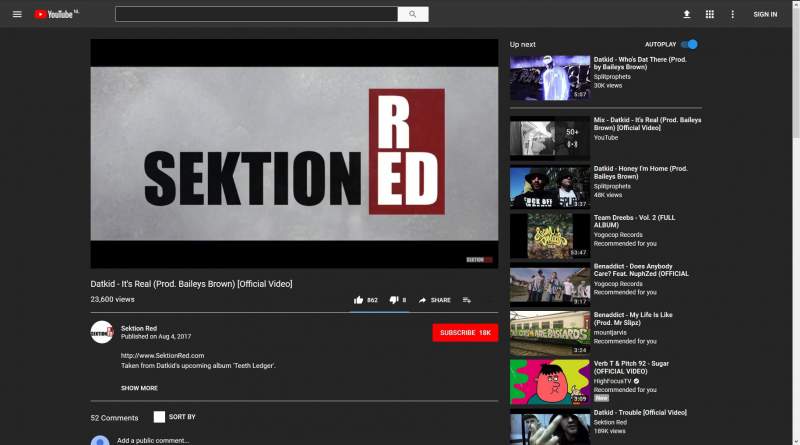 YouTube NL
SIGN IN
SEKTION
RED
SEKTION
Datkid - It's Real (Prod. Baileys Brown) [Official Video]
23,600 views
862
8
SHARE
SEKTION
Sektion Red
Published on Aug 4, 2017
SUBSCRIBE 18K
http://www.SektionRed.com
Taken from Datkid's upcoming album 'Teeth Ledger'.
SHOW MORE
52 Comments
SORT BY
Add a public comment...
Up next
AUTOPLAY
5:07
Datkid - Who's Dat There (Prod.
by Baileys Brown)
Splitprophets
30K views
50+
Mix - Datkid - It's Real (Prod. Baileys
Brown) [Official Video]
YouTube
3:37
Datkid - Honey I'm Home (Prod.
Baileys Brown)
Splitprophets
48K views
53:47
Team Dreebs - Vol. 2 (FULL
ALBUM)
Yogocop Records
Recommended for you
3:17
Benaddict - Does Anybody
Care? Feat. NuphZed (OFFICIAL
Yogocop Records
Recommended for you
3:24
Benaddict - My Life Is Like
(Prod. Mr Slipz)
mountjarvis
Recommended for you
3:09
Verb T & Pitch 92 - Sugar
(OFFICIAL VIDEO)
HighFocusTV
Recommended for you
New
Datkid - Trouble [Official Video]
Sektion Red
189K views